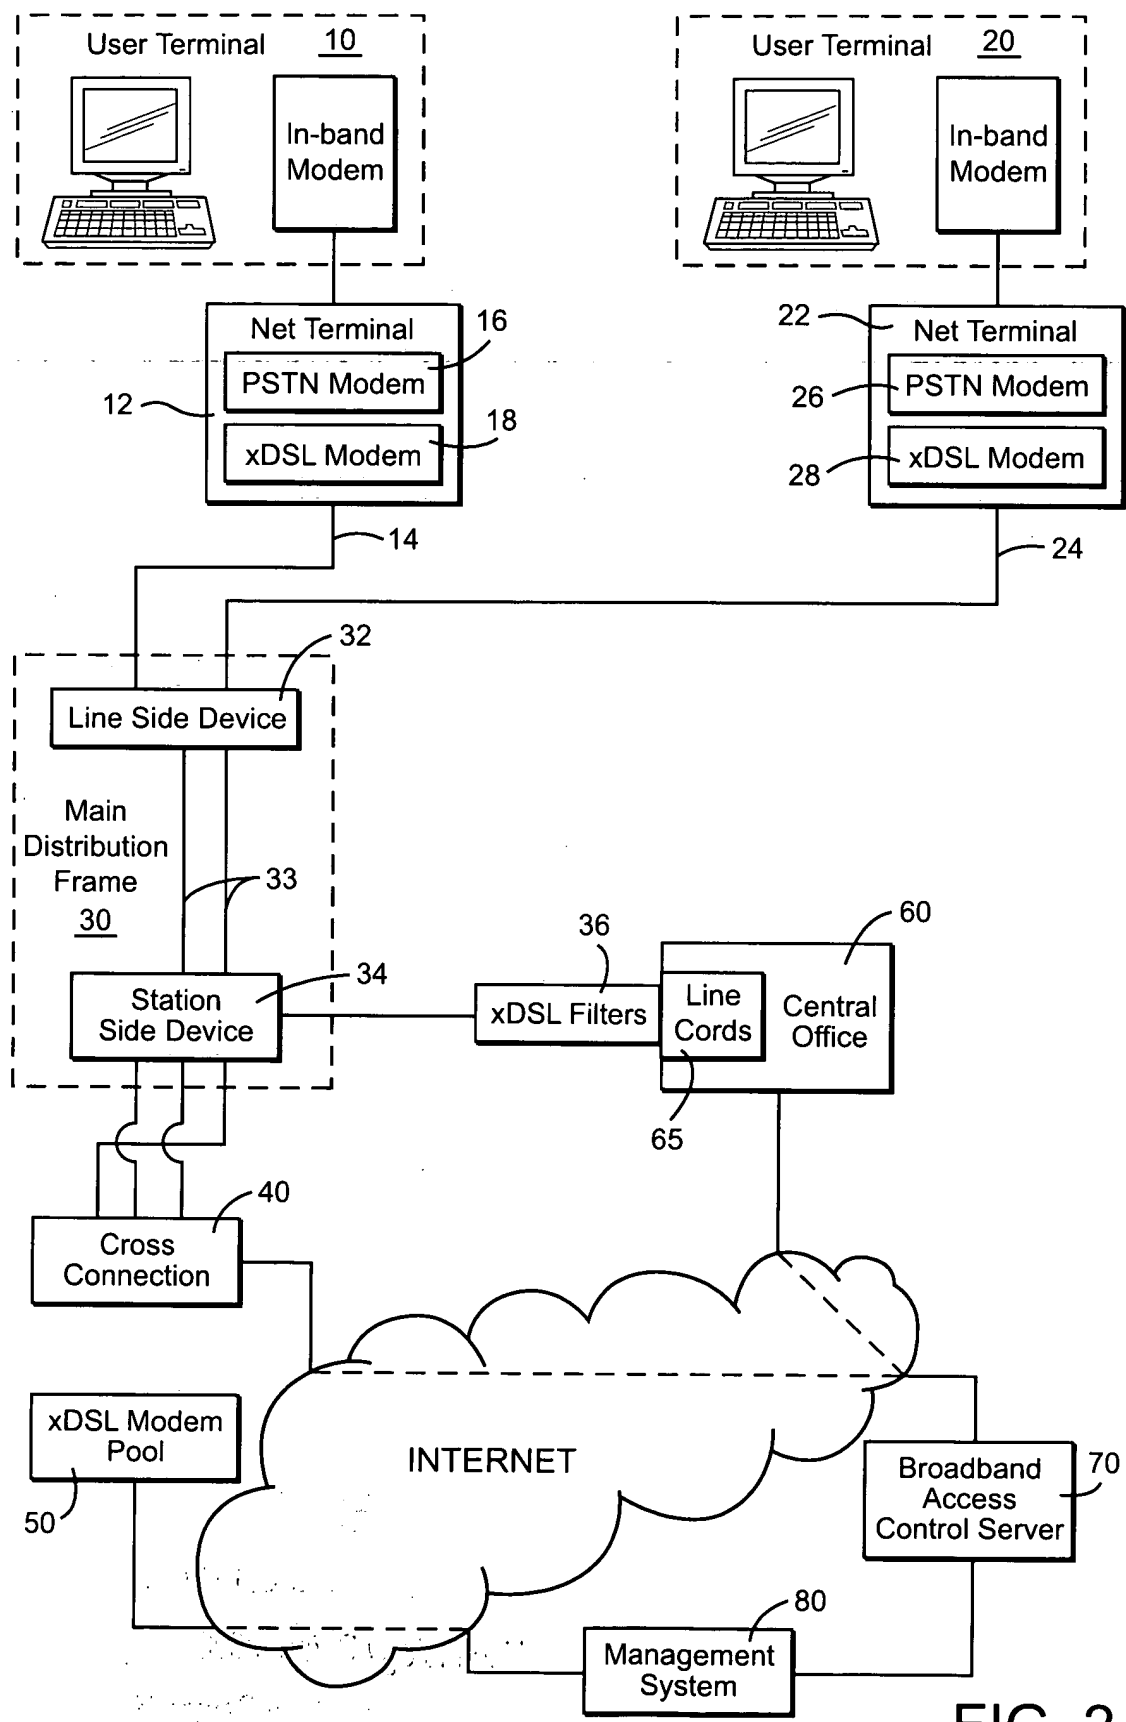 User Terminal 10
In-band
Modem
User Terminal 20
In-band
Modem
Net Terminal
16
PSTN Modem
12
18
xDSL Modem
14
22
Net Terminal
26
PSTN Modem
28
xDSL Modem
24
32
Line Side Device
Main
Distribution
Frame
30
33
34
Station
Side Device
36
xDSL Filters
60
Line
Cords
Central
Office
65
40
Cross
Connection
xDSL Modem
Pool
50
INTERNET
Broadband
Access
Control Server
70
80
Management
System
FIG. 2